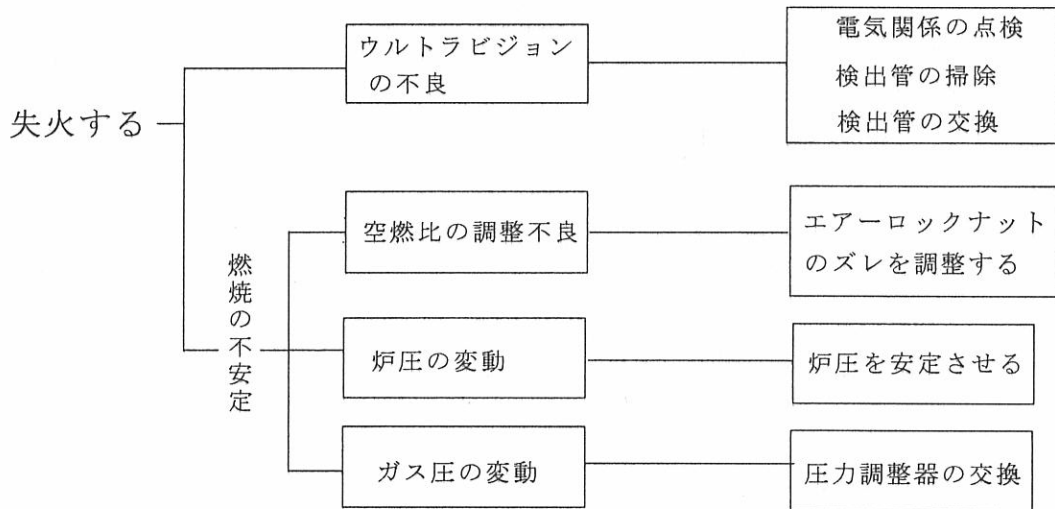 失火する
ウルトラビジョン
の不良
電気関係の点検
検出管の掃除
検出管の交換
燃焼の不安定
空燃比の調整不良
エアーロックナット
のズレを調整する
炉圧の変動
炉圧を安定させる
ガス圧の変動
圧力調整器の交換